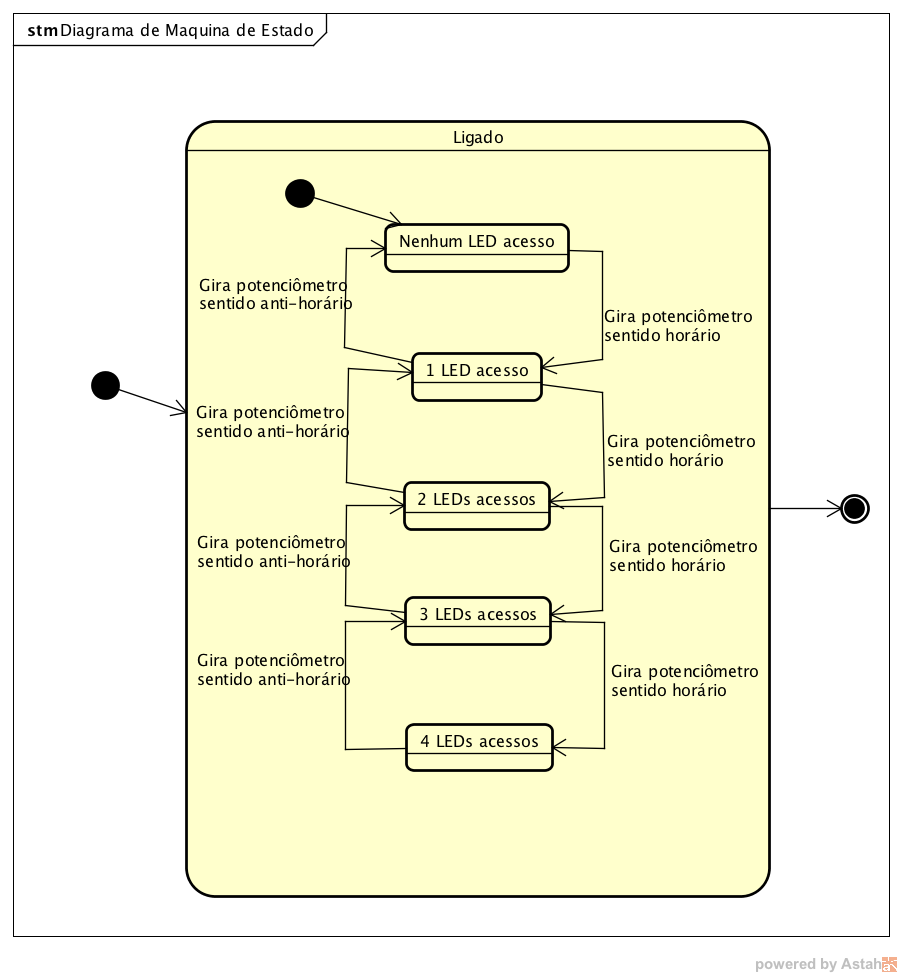 stm Diagrama de Maquina de Estado
Ligado
Nenhum LED acesso
Gira potenciômetro
sentido anti-horário
Gira potenciômetro
sentido horário
1 LED acesso
Gira potenciômetro
sentido anti-horário
Gira potenciômetro
sentido horário
2 LEDs acessos
Gira potenciômetro
sentido anti-horário
Gira potenciômetro
sentido horário
3 LEDs acessos
Gira potenciômetro
sentido anti-horário
Gira potenciômetro
sentido horário
4 LEDs acessos
powered by Astah